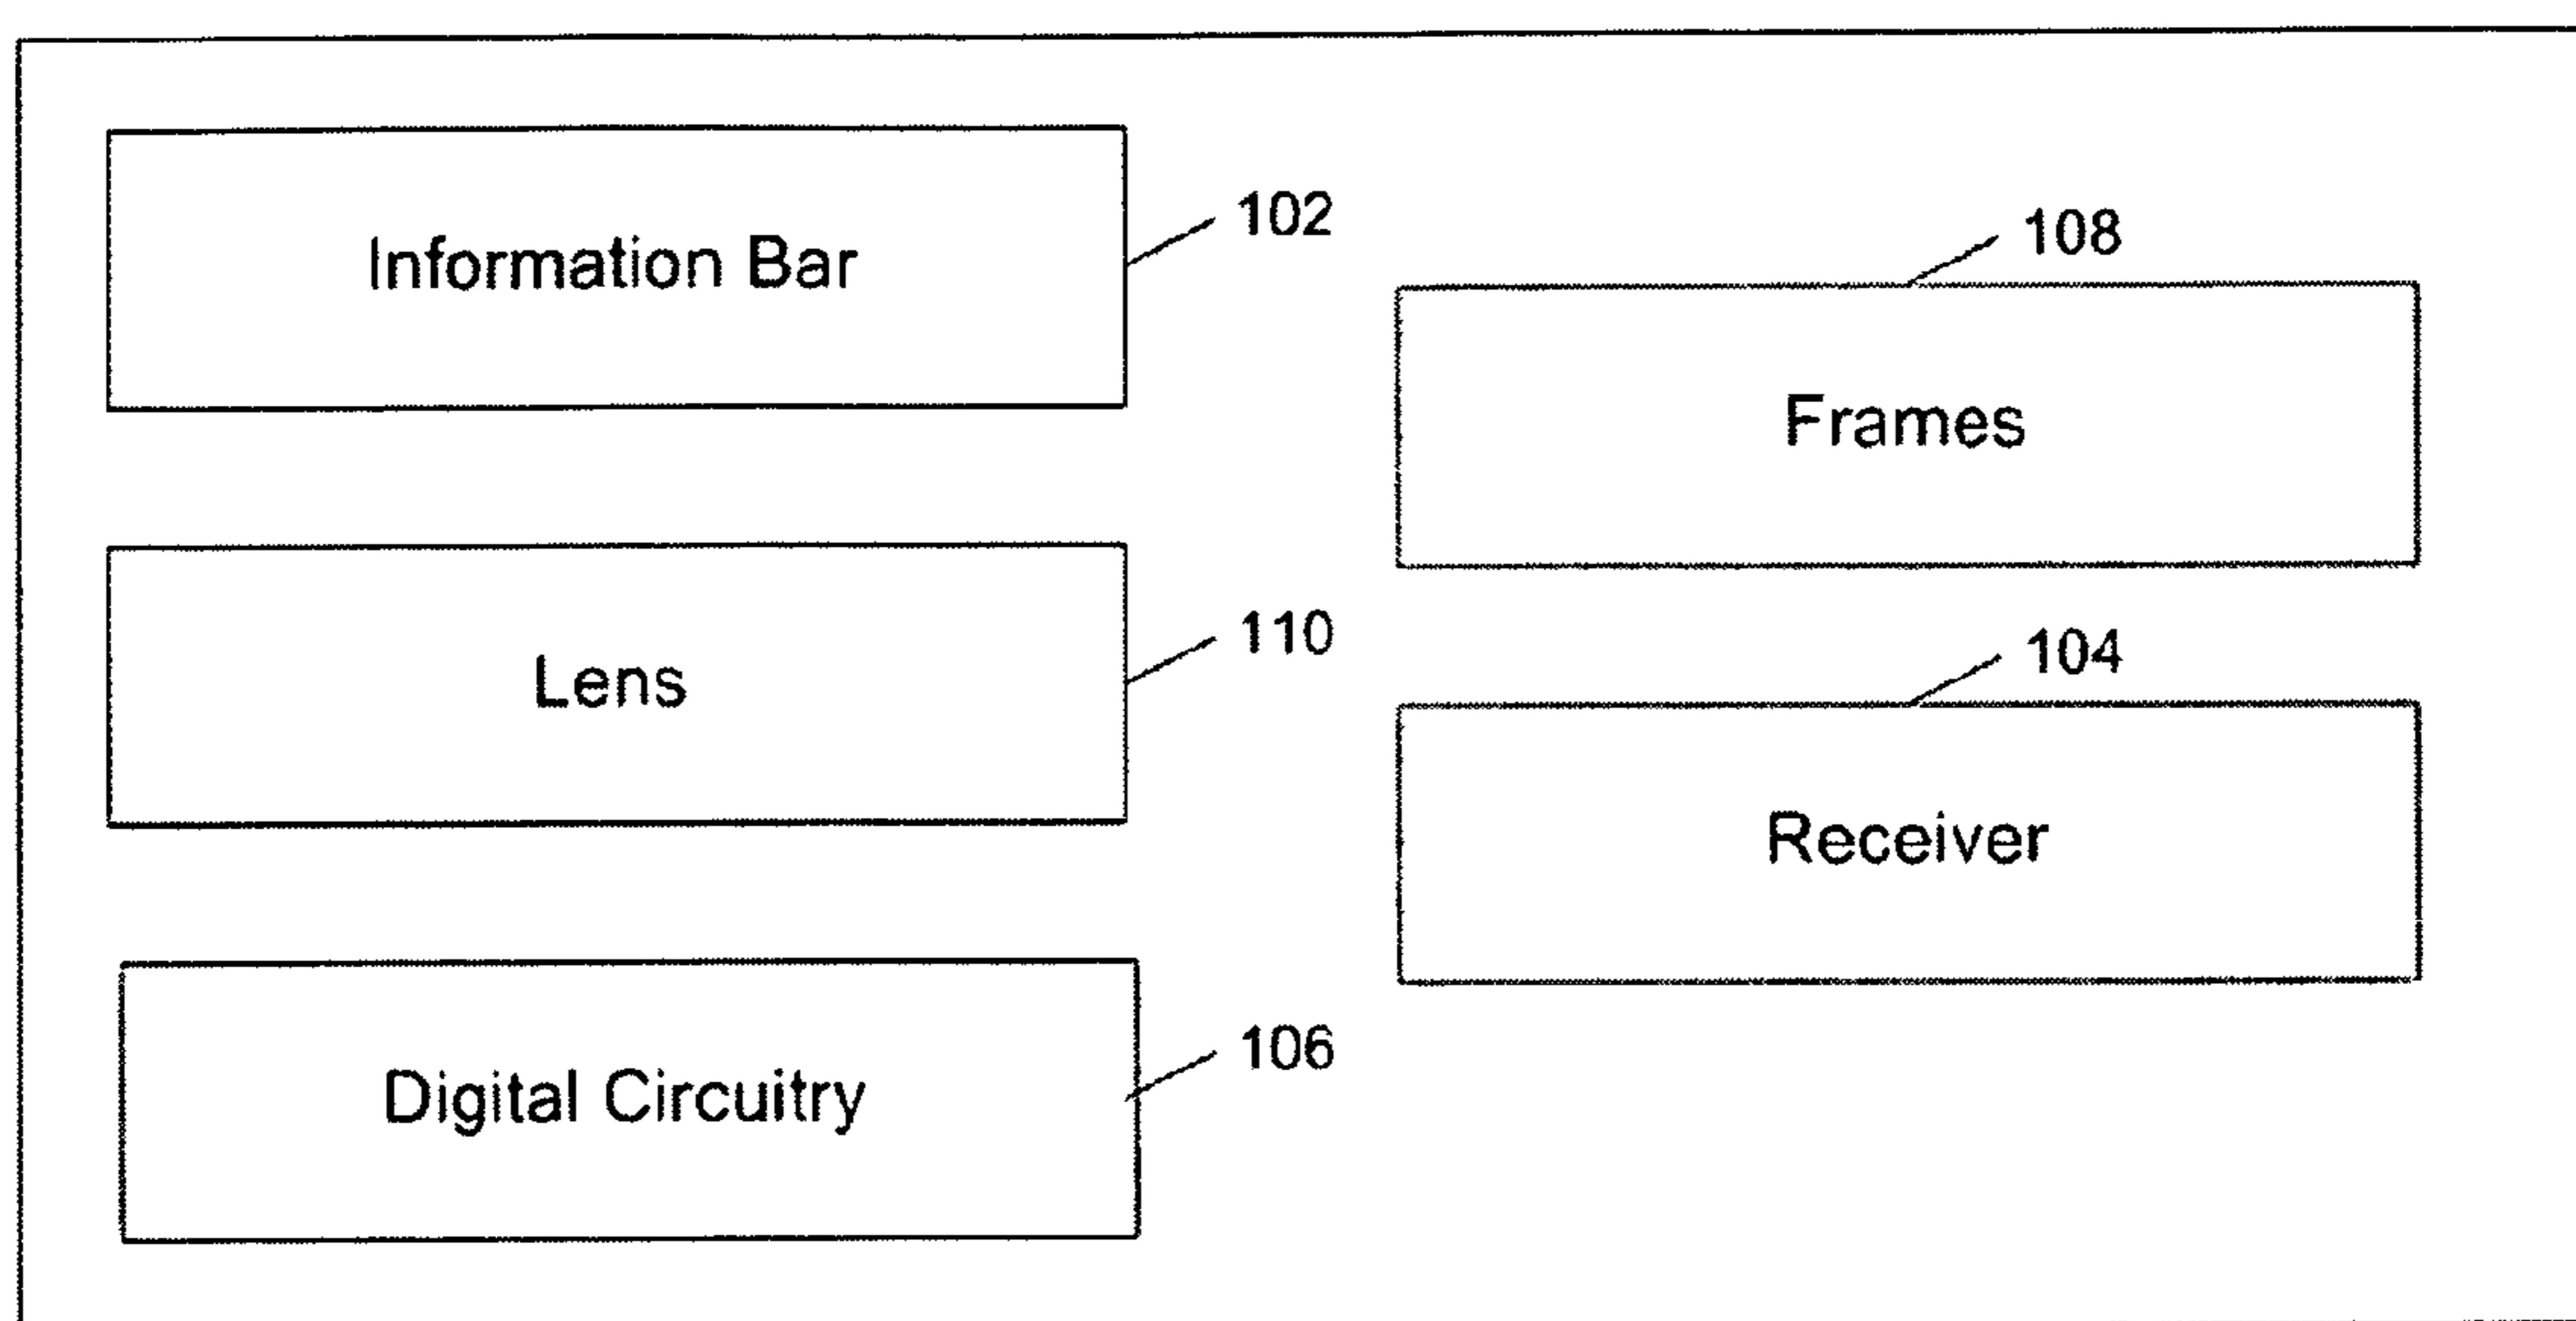 Information Bar
102
108
Frames
Lens
110
104
Receiver
Digital Circuitry
106